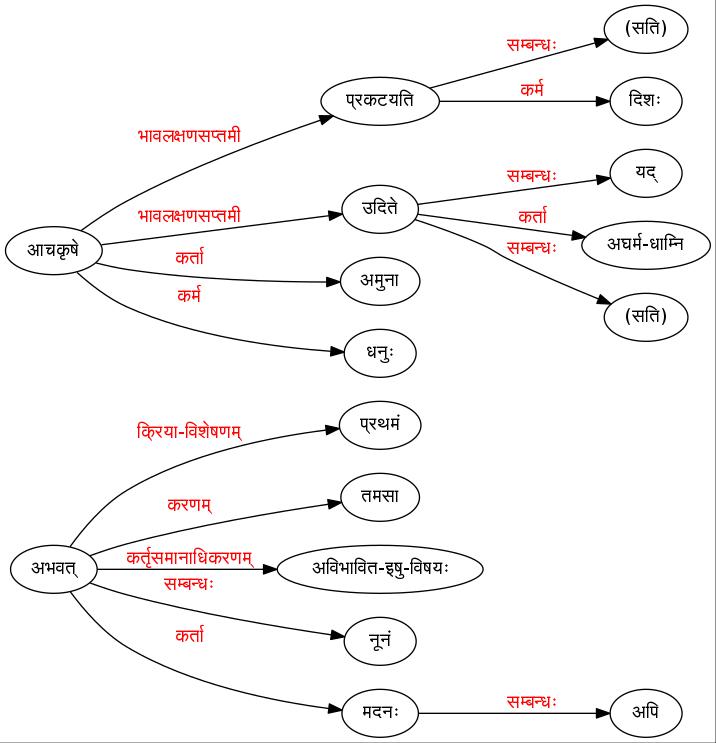 (सति)
सम्बन्धः
प्रकटयति
कर्म
दिशः
भावलक्षणसप्तमी
सम्बन्धः
यद्
भावलक्षणसप्तमी
उदिते
कर्ता
अघर्म-धाम्नि
आचकृषे
कर्ता
सम्बन्धः
अमुना
कर्म
(सति)
धनुः
प्रथमं
क्रिया-विशेषणम्
तमसा
करणम्
कर्तृसमानाधिकरणम्
अभवत्
अविभावित-इषु-विषयः
सम्बन्धः
कर्ता
नूनं
सम्बन्धः
मदनः
अपि